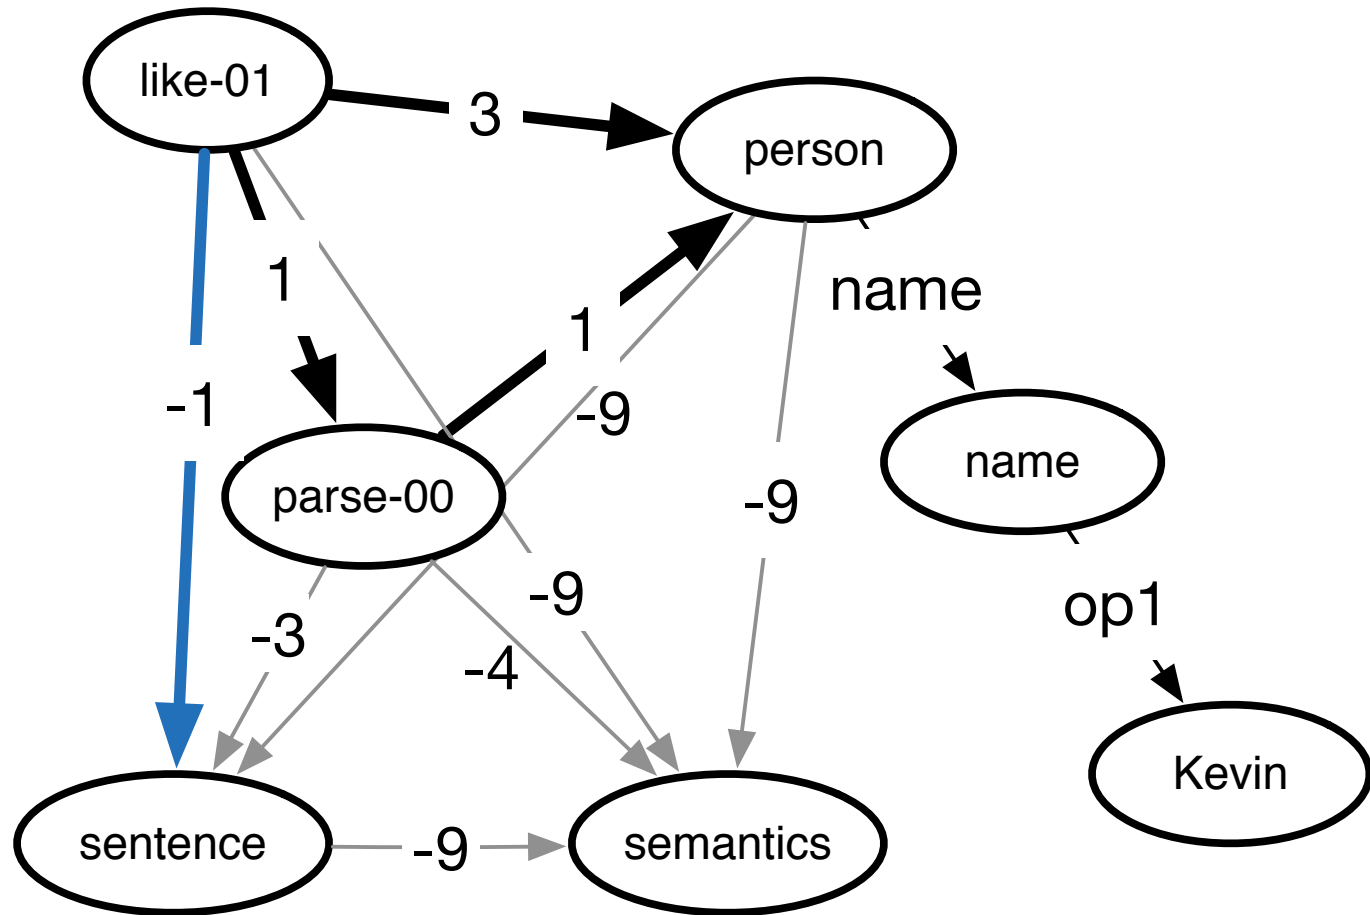 like-01
3
person
1
name
1
-1
-9
name
parse-00
-9
-9
op1
-3
-4
Kevin
sentence
-9
semantics